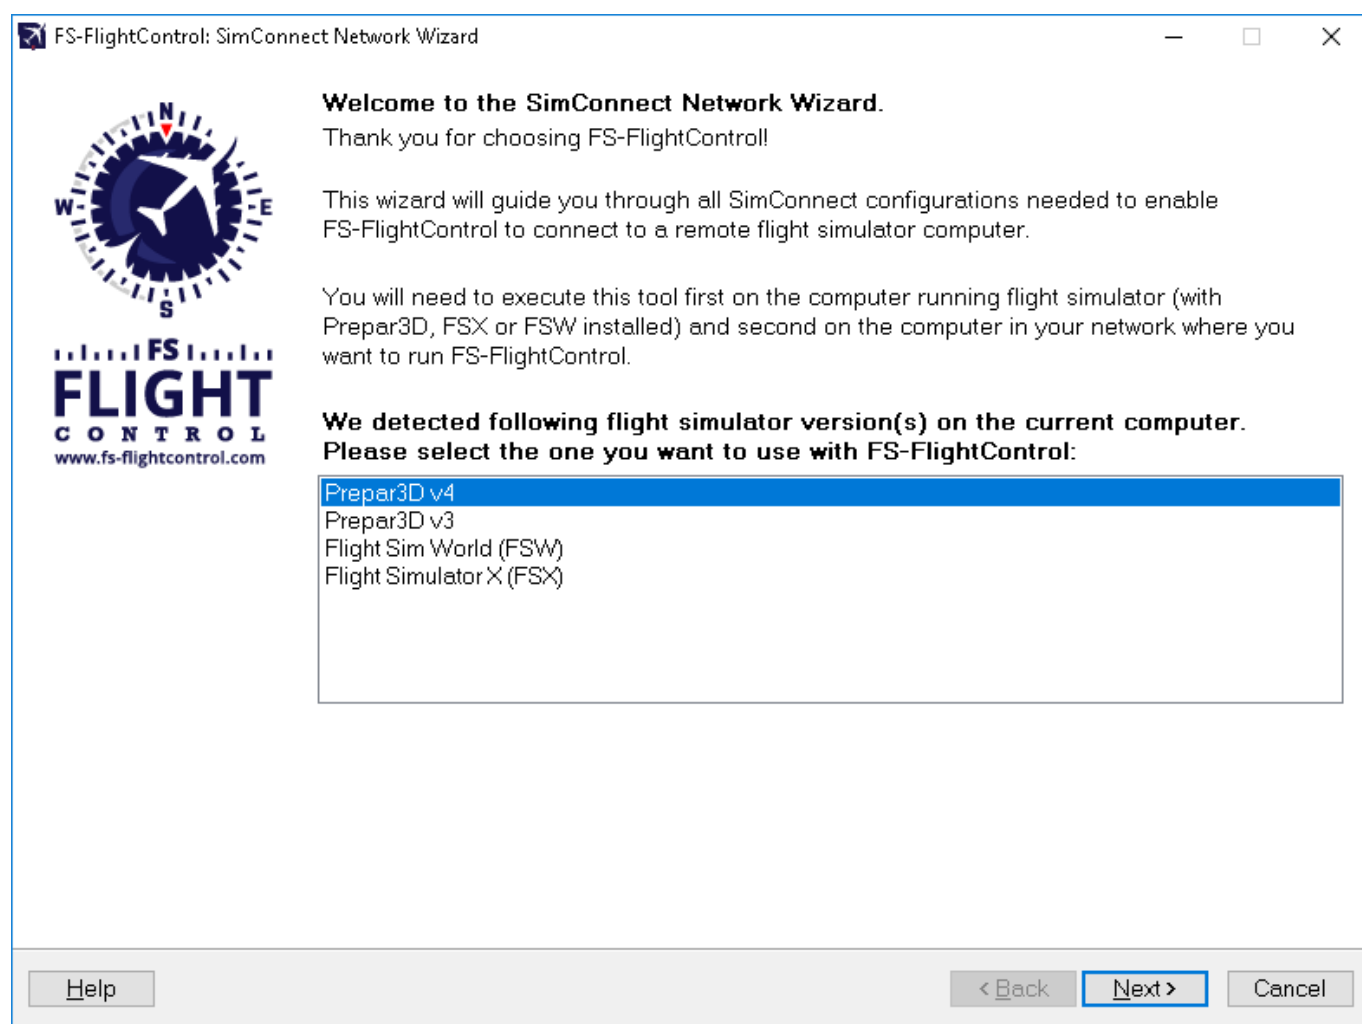 FS-FlightControl: SimConnect Network Wizard
N
W
E
S
FS
FLIGHT
CONTROL
www.fs-flightcontrol.com
Welcome to the SimConnect Network Wizard.
Thank you for choosing FS-FlightControl!
This wizard will guide you through all SimConnect configurations needed to enable
FS-FlightControl to connect to a remote flight simulator computer.
You will need to execute this tool first on the computer running flight simulator (with
Prepar3D, FSX or FSW installed) and second on the computer in your network where you
want to run FS-FlightControl.
We detected following flight simulator version(s) on the current computer.
Please select the one you want to use with FS-FlightControl:
Prepar3D v4
Prepar3D v3
Flight Sim World (FSW)
Flight Simulator X (FSX)
Help
< Back
Next >
Cancel